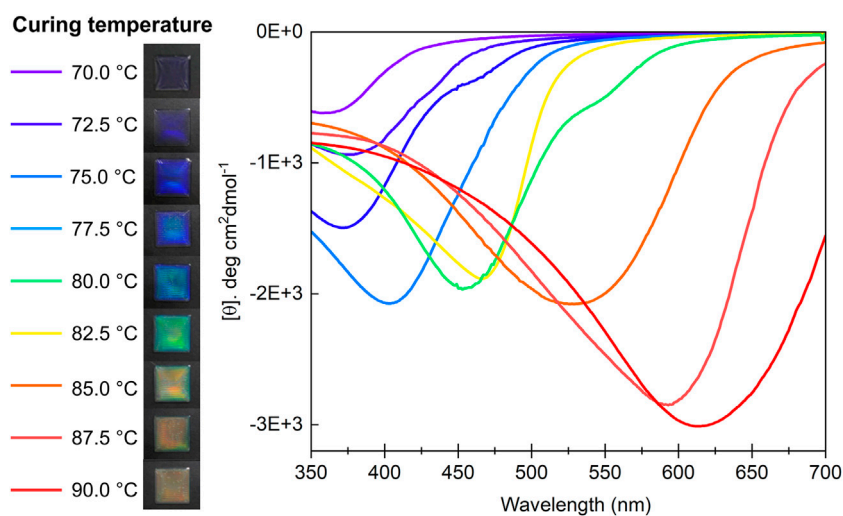 Curing temperature
70.0 °C
72.5 °C
75.0 °C
77.5 °C
80.0 °C
82.5 °C
85.0 °C
87.5 °C
90.0 °C
0E+0
-1E+3
-2E+3
-3E+3
[θ]. deg cm²dmol⁻¹
350 400 450 500 550 600 650 700
Wavelength (nm)